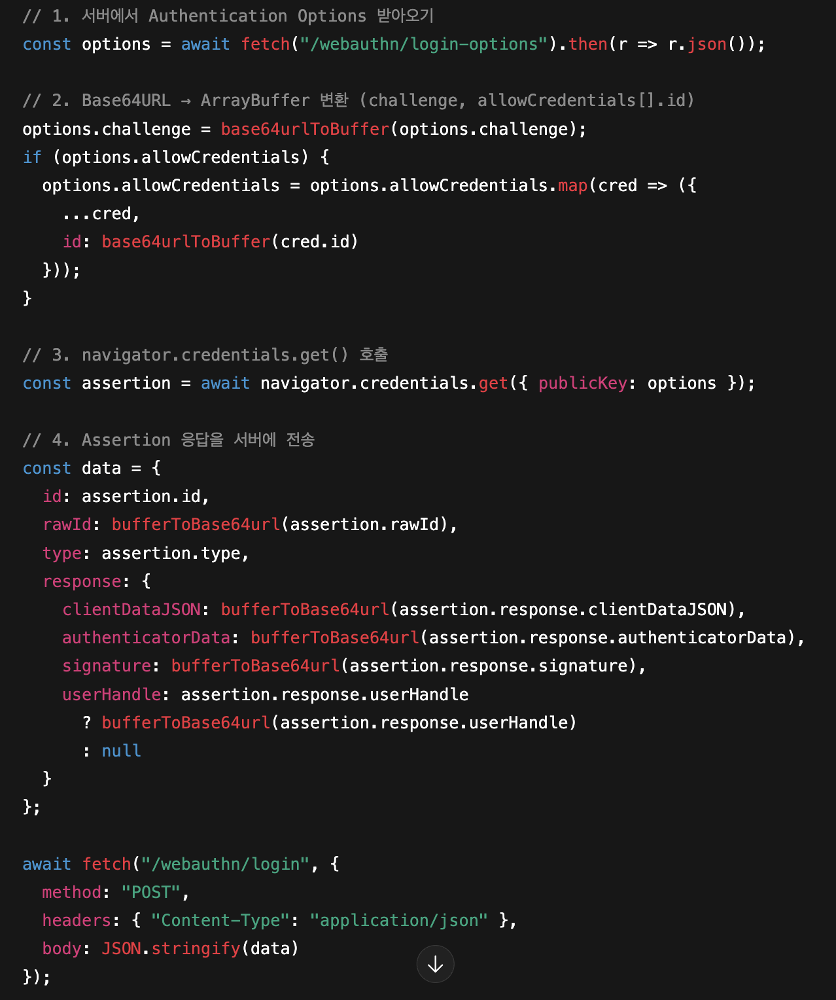 // 1. 서버에서 Authentication Options 받아오기
const options = await fetch("/webauthn/login-options").then(r => r.json());

// 2. Base64URL → ArrayBuffer 변환 (challenge, allowCredentials[].id)
options.challenge = base64urlToBuffer(options.challenge);
if (options.allowCredentials) {
  options.allowCredentials = options.allowCredentials.map(cred => ({
    ...cred,
    id: base64urlToBuffer(cred.id)
  }));
}

// 3. navigator.credentials.get() 호출
const assertion = await navigator.credentials.get({ publicKey: options });

// 4. Assertion 응답을 서버에 전송
const data = {
  id: assertion.id,
  rawId: bufferToBase64url(assertion.rawId),
  type: assertion.type,
  response: {
    clientDataJSON: bufferToBase64url(assertion.response.clientDataJSON),
    authenticatorData: bufferToBase64url(assertion.response.authenticatorData),
    signature: bufferToBase64url(assertion.response.signature),
    userHandle: assertion.response.userHandle
      ? bufferToBase64url(assertion.response.userHandle)
      : null
  }
};

await fetch("/webauthn/login", {
  method: "POST",
  headers: { "Content-Type": "application/json" },
  body: JSON.stringify(data)
});